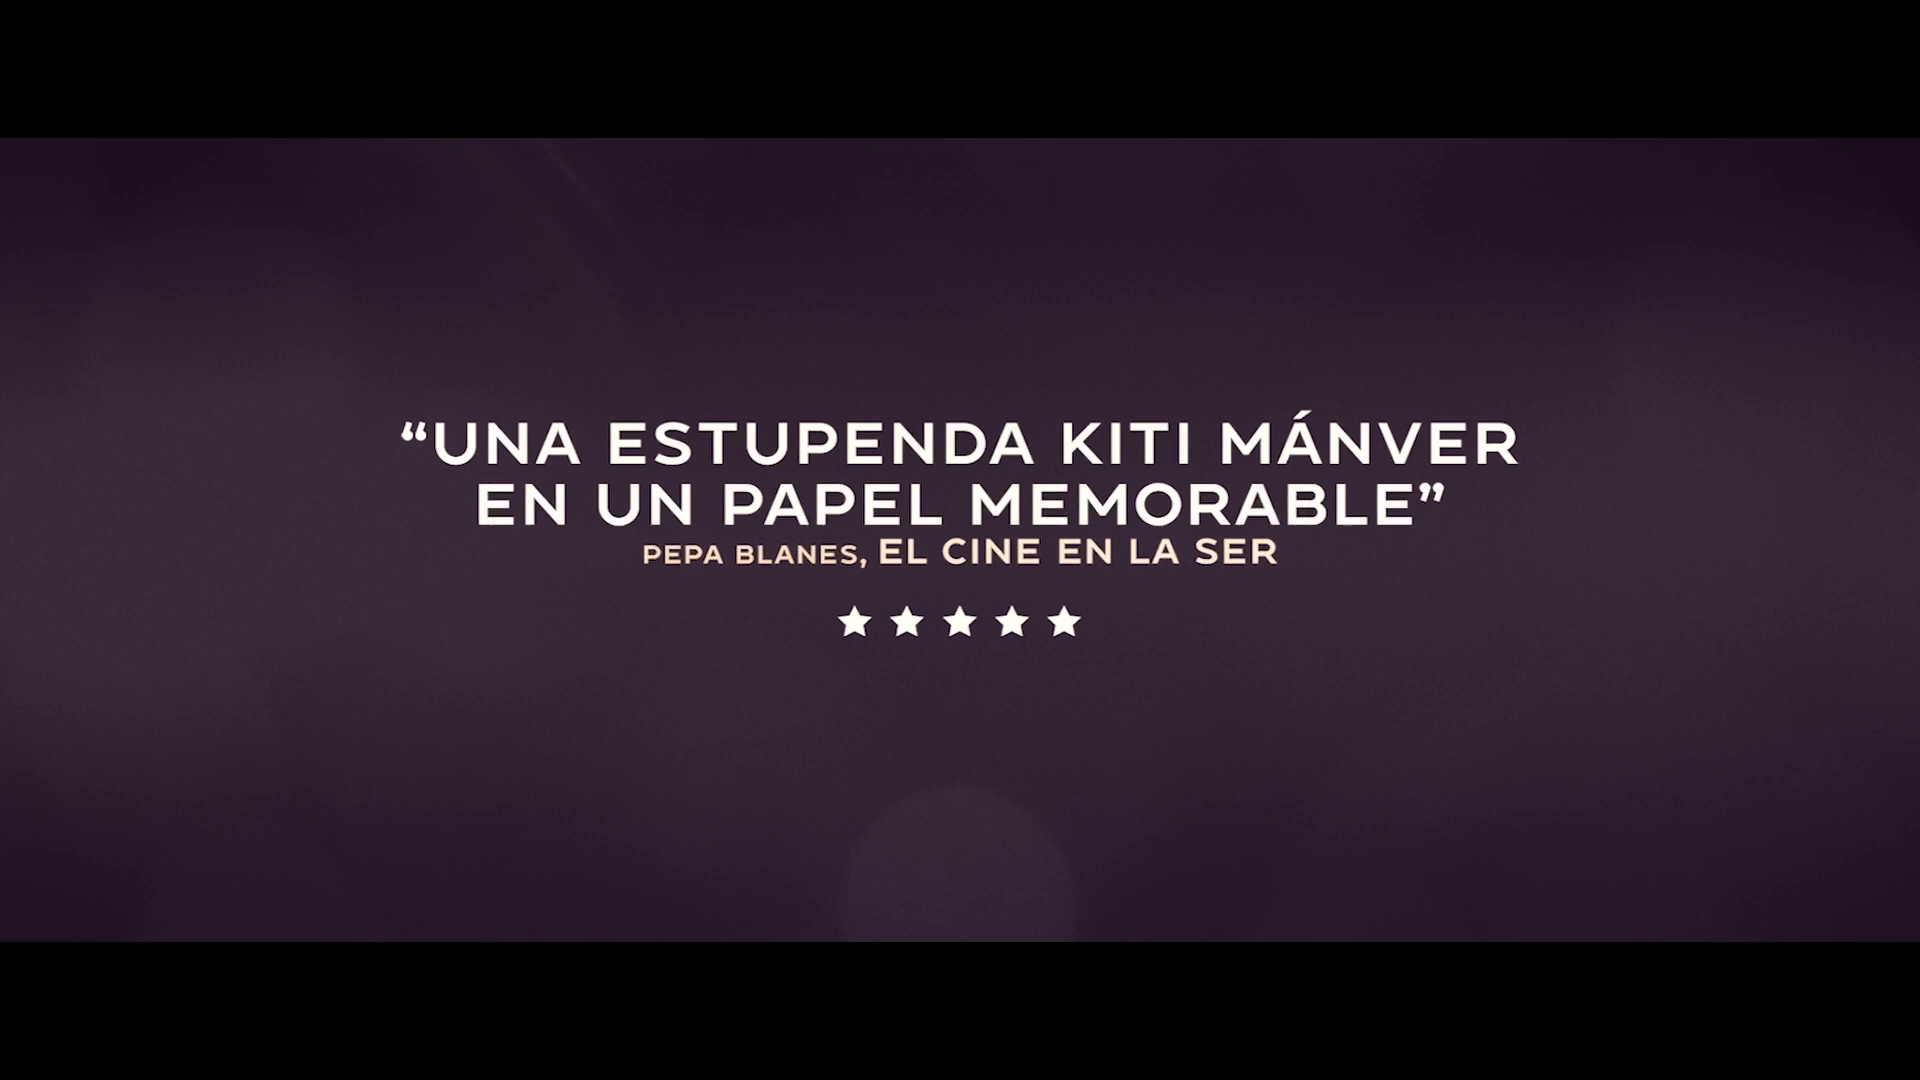 “UNA ESTUPENDA KITI MÁNVER
EN UN PAPEL MEMORABLE”
PEPA BLANES, EL CINE EN LA SER